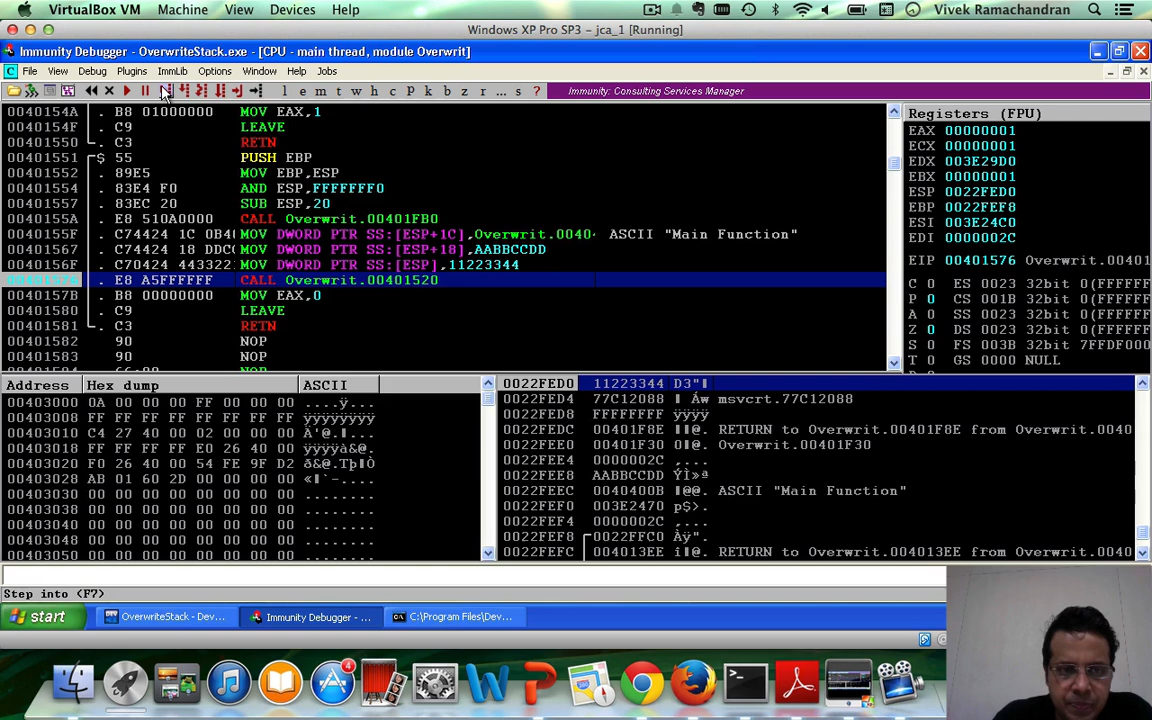 VirtualBox VM Machine View Devices Help Vivek Ramachandran
Windows XP Pro SP3 - jca_1 [Running]
Immunity Debugger - OverwriteStack.exe - [CPU - main thread, module Overwrit]
C File View Debug Plugins ImmLib Options Window Help Jobs
l e m t w h c P k b z r ... s ? Immunity: Consulting Services Manager
0040154A . B8 01000000 MOV EAX,1
0040154F . C9 LEAVE
00401550 . C3 RETN
00401551 $ 55 PUSH EBP
00401552 . 89E5 MOV EBP,ESP
00401554 . 83E4 F0 AND ESP,FFFFFFF0
00401557 . 83EC 20 SUB ESP,20
0040155A . E8 510A0000 CALL Overwrit.00401FB0
0040155F . C74424 1C 0B4( MOV DWORD PTR SS:[ESP+1C],Overwrit.0040 ASCII "Main Function"
00401567 . C74424 18 DDC( MOV DWORD PTR SS:[ESP+18],AABBCCDD
0040156F . C70424 443322 MOV DWORD PTR SS:[ESP],11223344
00401576 . E8 A5FFFFFF CALL Overwrit.00401520
0040157B . B8 00000000 MOV EAX,0
00401580 . C9 LEAVE
00401581 . C3 RETN
00401582 90 NOP
00401583 90 NOP
Registers (FPU)
EAX 00000001
ECX 00000001
EDX 003E29D0
EBX 00000001
ESP 0022FED0
EBP 0022FEF8
ESI 003E24C0
EDI 0000002C
EIP 00401576 Overwrit.004
C 0 ES 0023 32bit 0(FFFFFF
P 0 CS 001B 32bit 0(FFFFFF
A 0 SS 0023 32bit 0(FFFFFF
Z 0 DS 0023 32bit 0(FFFFFF
S 0 FS 003B 32bit 7FFDF000
T 0 GS 0000 NULL
Address Hex dump ASCII
00403000 0A 00 00 00 FF 00 00 00 ....ÿ...
00403008 FF FF FF FF FF FF FF FF ÿÿÿÿÿÿÿÿ
00403010 C4 27 40 00 02 00 00 00
00403018 FF FF FF FF E0 26 40 00 ÿÿÿÿà&@.
00403020 F0 26 40 00 54 FE 9F D2
00403028 AB 01 60 2D 00 00 00 00
00403030 00 00 00 00 00 00 00 00 ........
00403038 00 00 00 00 00 00 00 00 ........
00403040 00 00 00 00 00 00 00 00 ........
00403048 00 00 00 00 00 00 00 00 ........
00403050 00 00 00 00 00 00 00 00 ........
0022FED0 11223344 D3"
0022FED4 77C12088 Áw msvcrt.77C12088
0022FED8 FFFFFFFF ÿÿÿÿ
0022FEDC 00401F8E RETURN to Overwrit.00401F8E from Overwrit.0040
0022FEE0 00401F30 Overwrit.00401F30
0022FEE4 0000002C ,...
0022FEE8 AABBCCDD ÝÌ»ª
0022FEEC 0040400B ASCII "Main Function"
0022FEF0 003E2470 p$>.
0022FEF4 0000002C ,...
0022FEF8 0022FFC0 Àÿ".
0022FEFC 004013EE RETURN to Overwrit.004013EE from Overwrit.0040
Step into (F7)
start OverwriteStack - Dev... Immunity Debugger - ... C:\Program Files\Dev...
4